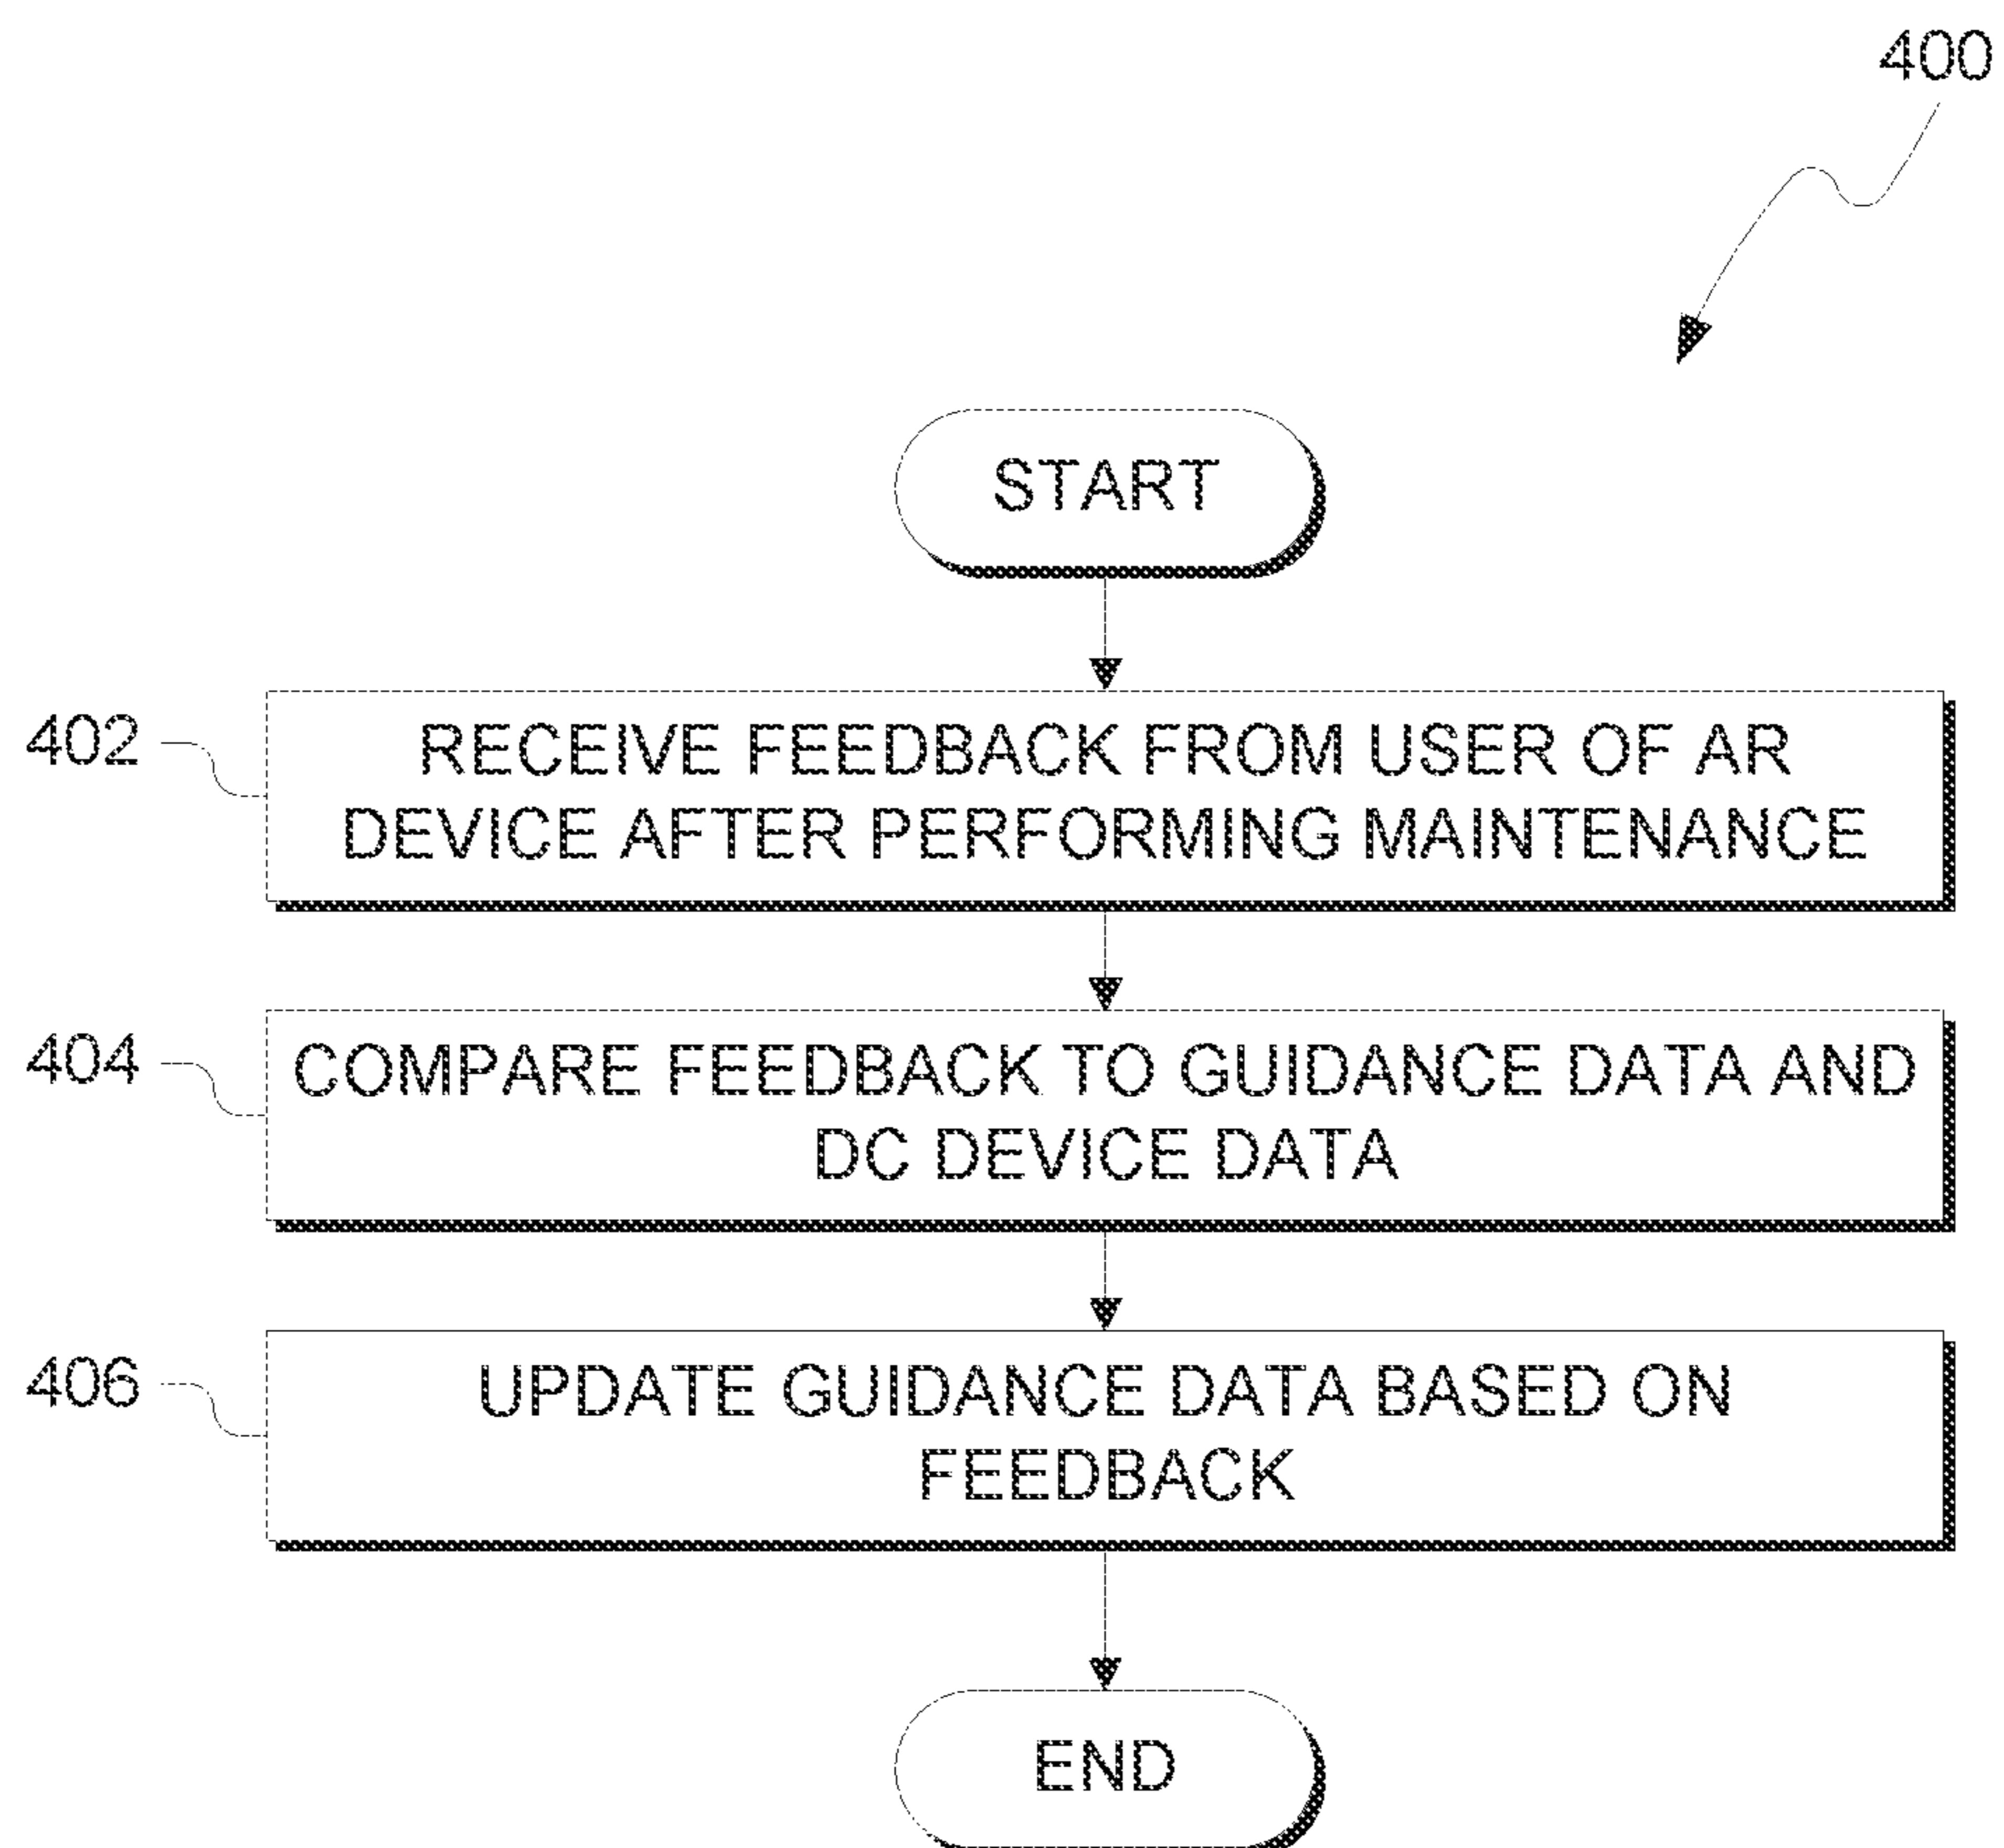 400
START
402
RECEIVE FEEDBACK FROM USER OF AR
DEVICE AFTER PERFORMING MAINTENANCE
404
COMPARE FEEDBACK TO GUIDANCE DATA AND
DC DEVICE DATA
406
UPDATE GUIDANCE DATA BASED ON
FEEDBACK
END